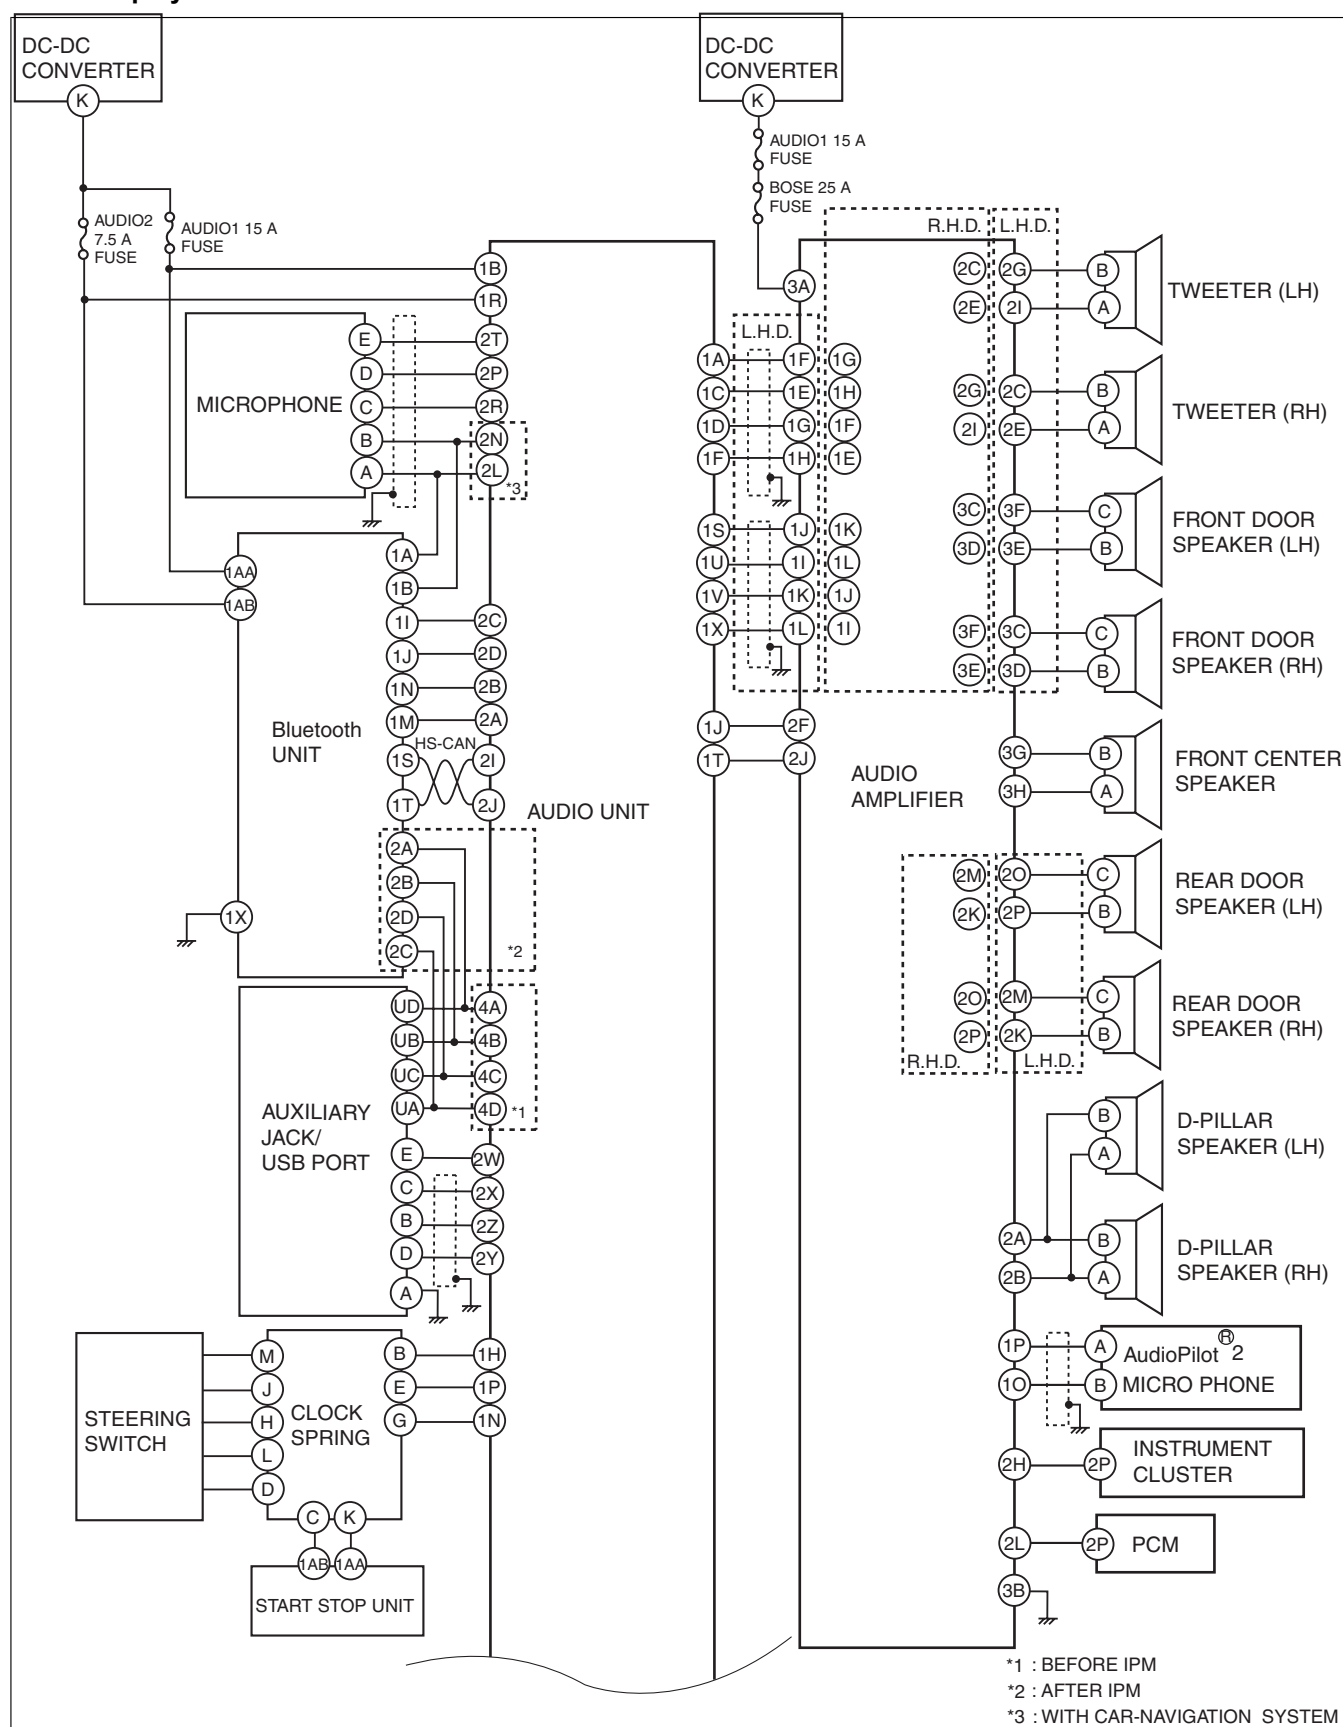 DC-DC
CONVERTER
K
AUDIO2
7.5 A
FUSE
AUDIO1 15 A
FUSE
1B
1R
MICROPHONE
E
2T
D
2P
C
2R
B
2N
A
2L
*3
1AA
1AB
1A
1B
1I
2C
1J
2D
1N
2B
1M
2A
Bluetooth
UNIT
HS-CAN
1S
2I
1T
2J
AUDIO UNIT
2A
2B
2D
2C
*2
1X
UD
4A
UB
4B
UC
4C
UA
4D
*1
AUXILIARY
JACK/
USB PORT
E
2W
C
2X
B
2Z
D
2Y
A
STEERING
SWITCH
M
J
H
L
D
CLOCK
SPRING
B
1H
E
1P
G
1N
C
K
1AB
1AA
START STOP UNIT
DC-DC
CONVERTER
K
AUDIO1 15 A
FUSE
BOSE 25 A
FUSE
3A
L.H.D.
1A
1F
1G
1C
1E
1H
1D
1G
1F
1F
1H
1E
1S
1J
1K
1U
1I
1L
1V
1K
1J
1X
1L
1I
1J
2F
1T
2J
AUDIO
AMPLIFIER
R.H.D.
L.H.D.
2C
2G
B
2E
2I
A
TWEETER (LH)
2G
2C
B
2I
2E
A
TWEETER (RH)
3C
3F
C
3D
3E
B
FRONT DOOR
SPEAKER (LH)
3F
3C
C
3E
3D
B
FRONT DOOR
SPEAKER (RH)
3G
B
3H
A
FRONT CENTER
SPEAKER
2M
2O
C
2K
2P
B
REAR DOOR
SPEAKER (LH)
2O
2M
C
2P
2K
B
REAR DOOR
SPEAKER (RH)
R.H.D.
L.H.D.
B
A
D-PILLAR
SPEAKER (LH)
2A
B
2B
A
D-PILLAR
SPEAKER (RH)
1P
A
AudioPilot®2
1O
B
MICRO PHONE
2H
2P
INSTRUMENT
CLUSTER
2L
2P
PCM
3B
*1 : BEFORE IPM
*2 : AFTER IPM
*3 : WITH CAR-NAVIGATION SYSTEM